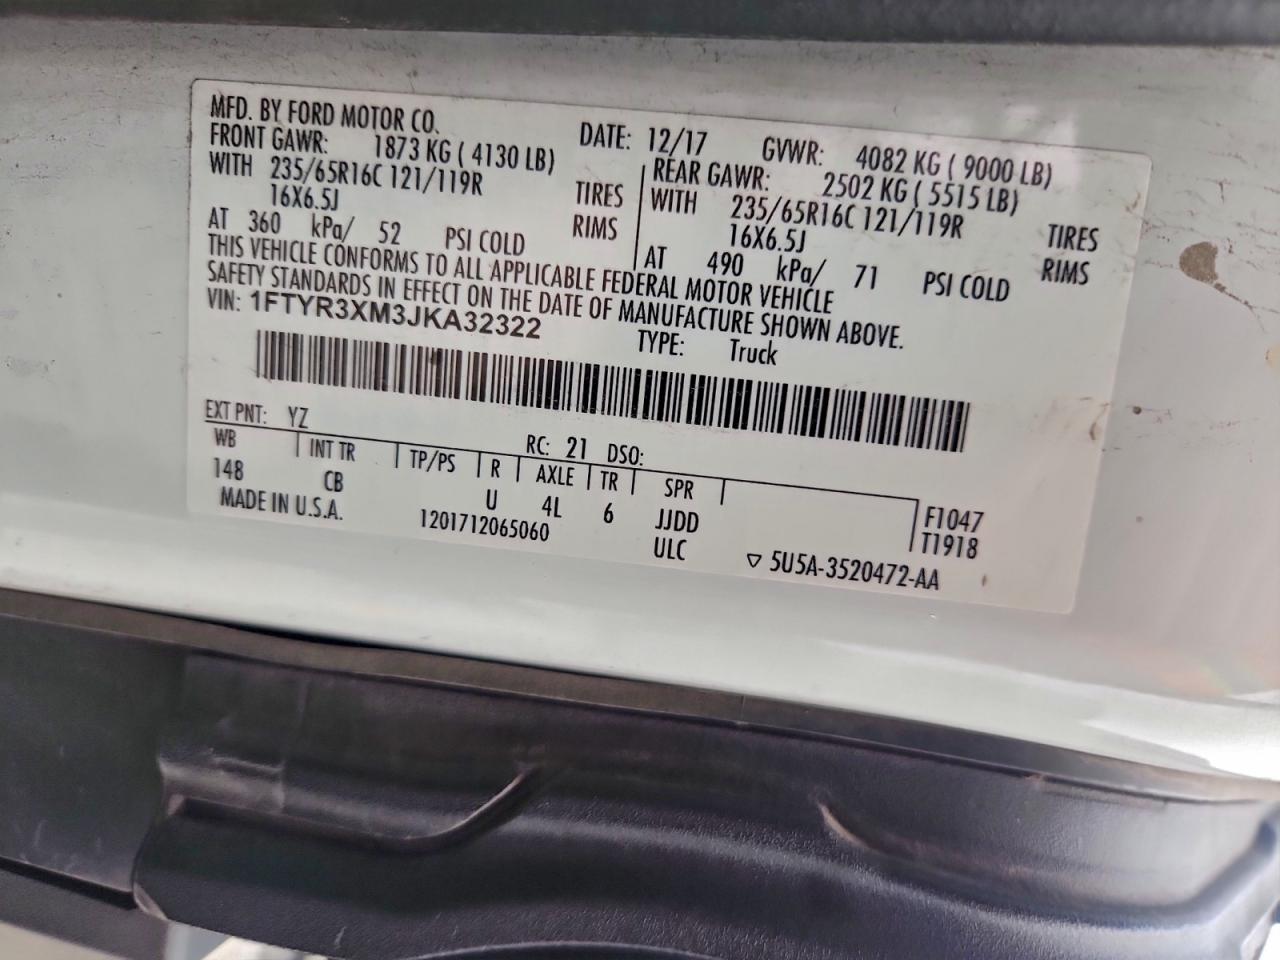 MFD. BY FORD MOTOR CO. DATE: 12/17 GVWR: 4082 KG ( 9000 LB)
FRONT GAWR: 1873 KG ( 4130 LB) REAR GAWR: 2502 KG ( 5515 LB)
WITH 235/65R16C 121/119R TIRES WITH 235/65R16C 121/119R TIRES
16X6.5J RIMS 16X6.5J RIMS
AT 360 kPa/ 52 PSI COLD AT 490 kPa/ 71 PSI COLD
THIS VEHICLE CONFORMS TO ALL APPLICABLE FEDERAL MOTOR VEHICLE
SAFETY STANDARDS IN EFFECT ON THE DATE OF MANUFACTURE SHOWN ABOVE.
VIN: 1FTYR3XM3JKA32322 TYPE: Truck
EXT PNT: YZ RC: 21 DSO:
WB INT TR TP/PS R AXLE TR SPR
148 CB U 4L 6 JJDD F1047
MADE IN U.S.A. 1201712065060 ULC T1918
▽ 5U5A-3520472-AA